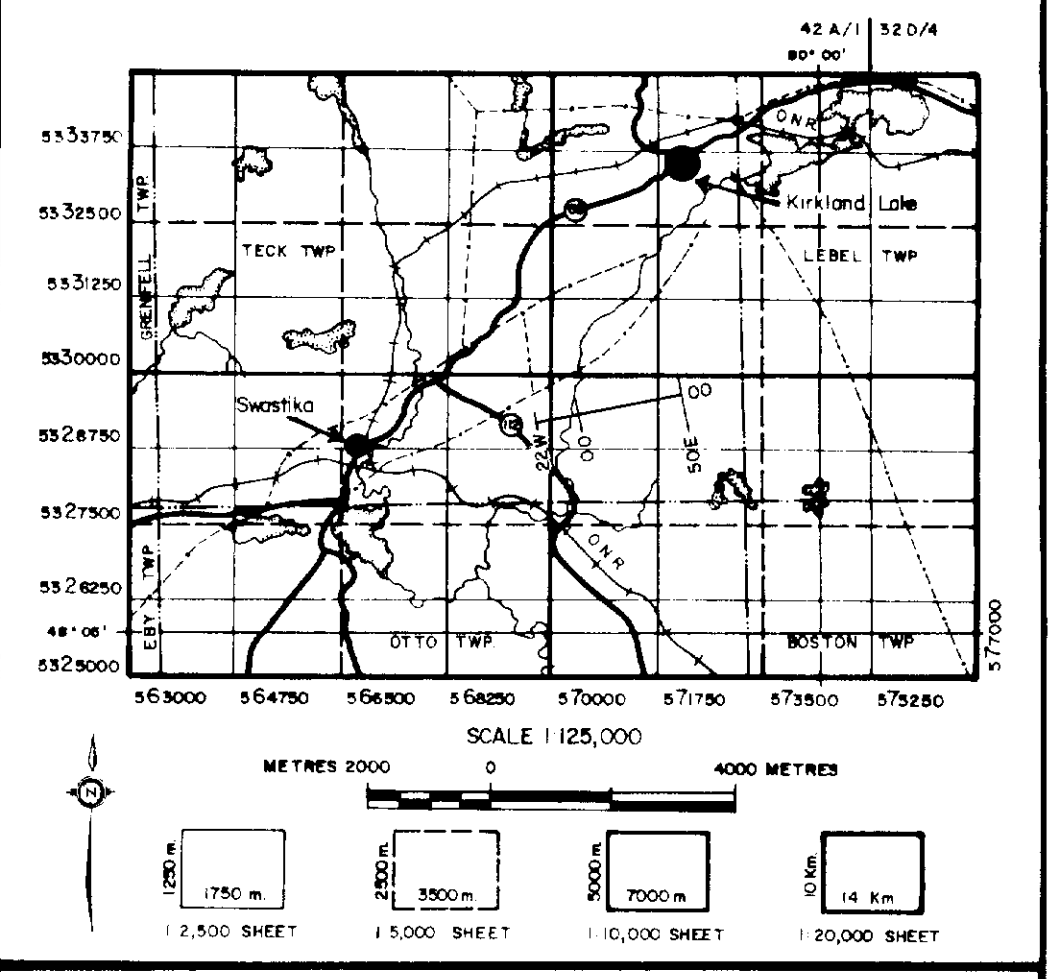 42 A/1 32 D/4
80° 00'
ONR
5333750
Kirkland Lake
5332500
GRENFELL TWP.
TECK TWP.
LEBEL TWP.
5331250
5330000
Swastika
00
5328750
22W
00
50E
5327500
ONR
5326250
48° 05'
EBY TWP.
OTTO TWP.
BOSTON TWP.
5325000
577000
563000 564750 566500 568250 570000 571750 573500 575250
SCALE 1:125,000
METRES 2000 0 4000 METRES
N
1250 m.
1750 m.
2500 m.
3500 m.
5000 m.
7000 m
10 Km.
14 Km
1:2,500 SHEET
1:5,000 SHEET
1:10,000 SHEET
1:20,000 SHEET